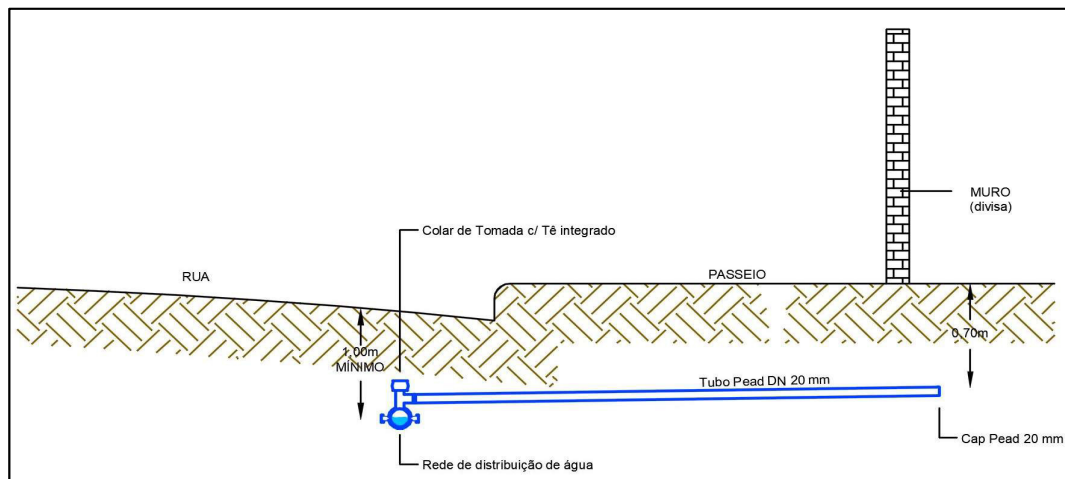 MURO
(divisa)
Colar de Tomada c/ Tê integrado
RUA
PASSEIO
0,70m
1,00m
MÍNIMO
Tubo Pead DN 20 mm
Cap Pead 20 mm
Rede de distribuição de água